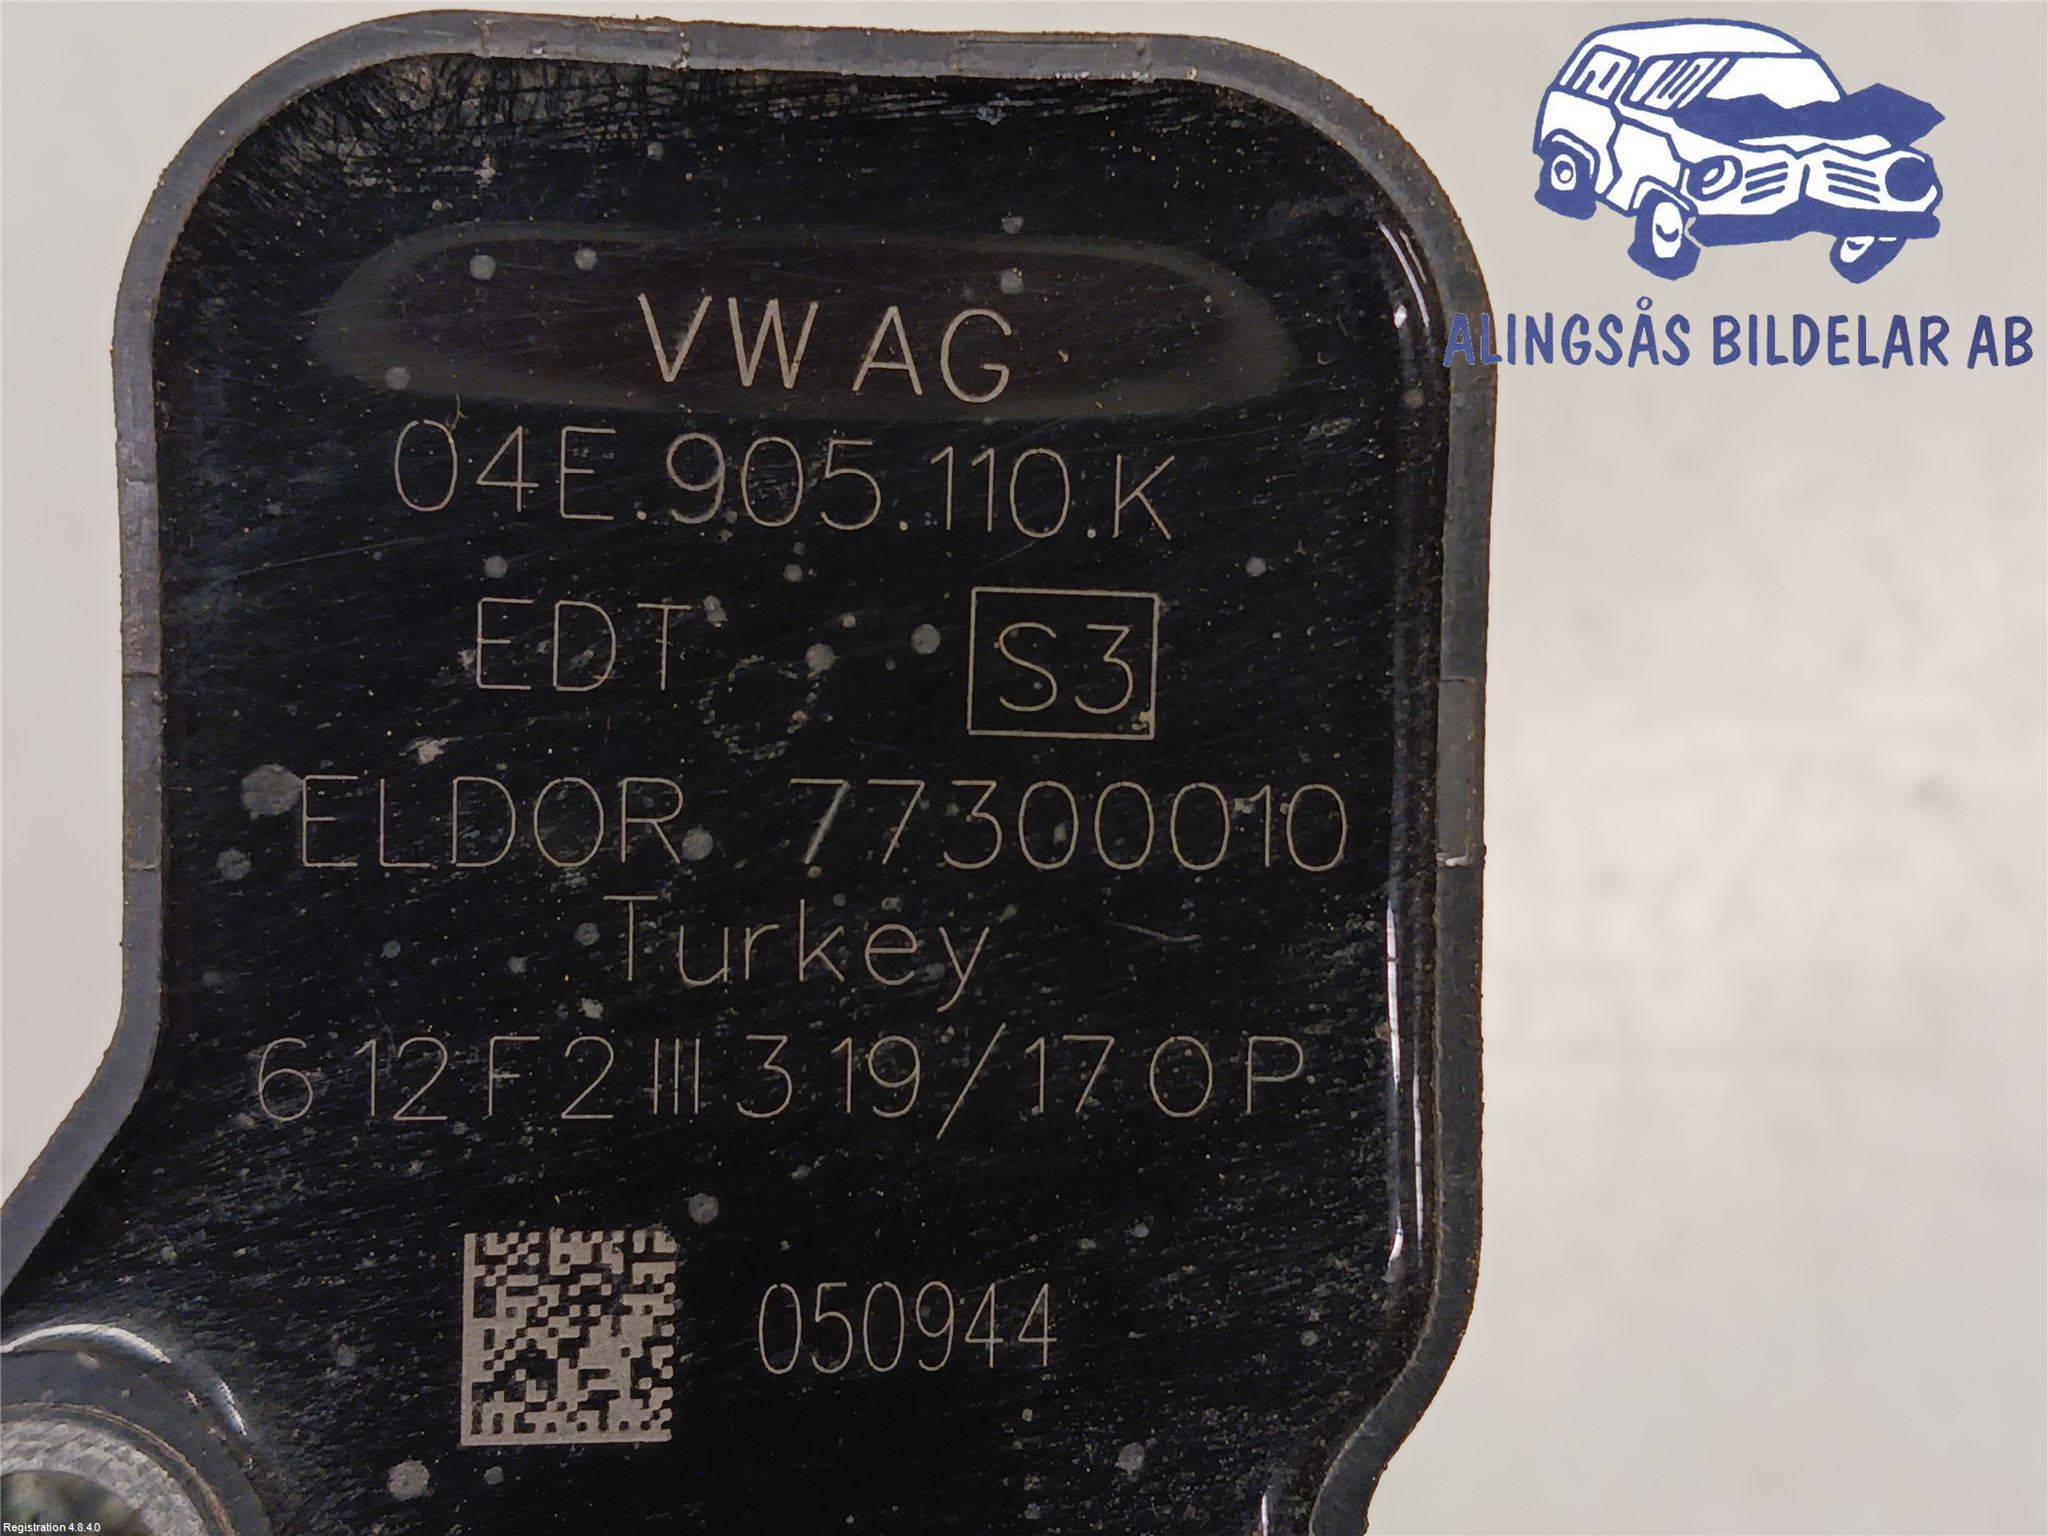 VW AG
04E.905.110.K
EDT S3
ELDOR 77300010
Turkey
6 12 F 2 III 3 19/17 0 P
050944
ALINGSÅS BILDELAR AB
Registration 4.8.4.0